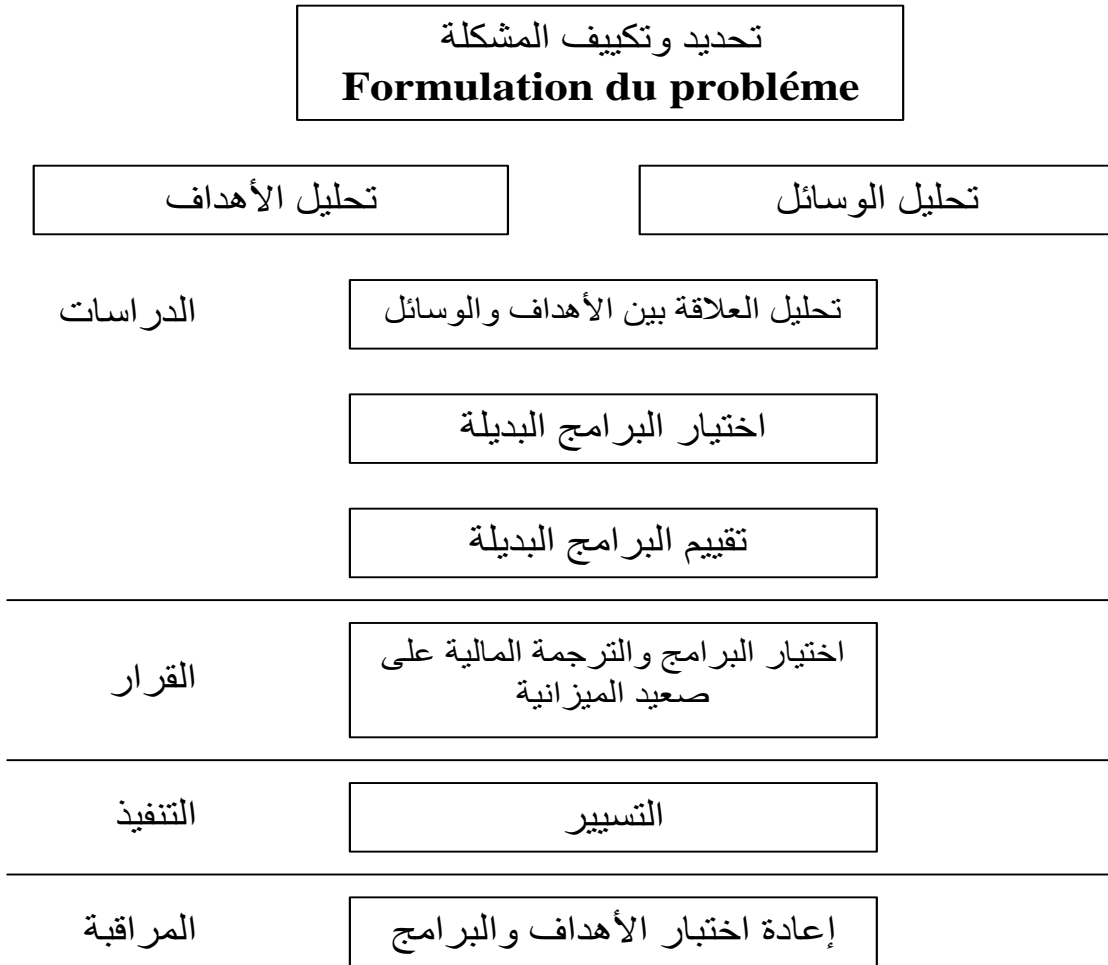 تحديد وتكييف المشكلة
Formulation du probléme
تحليل الوسائل
تحليل الأهداف
تحليل العلاقة بين الأهداف والوسائل
الدراسات
اختيار البرامج البديلة
تقييم البرامج البديلة
اختيار البرامج والترجمة المالية على
صعيد الميزانية
القرار
التسيير
التنفيذ
إعادة اختبار الأهداف والبرامج
المراقبة